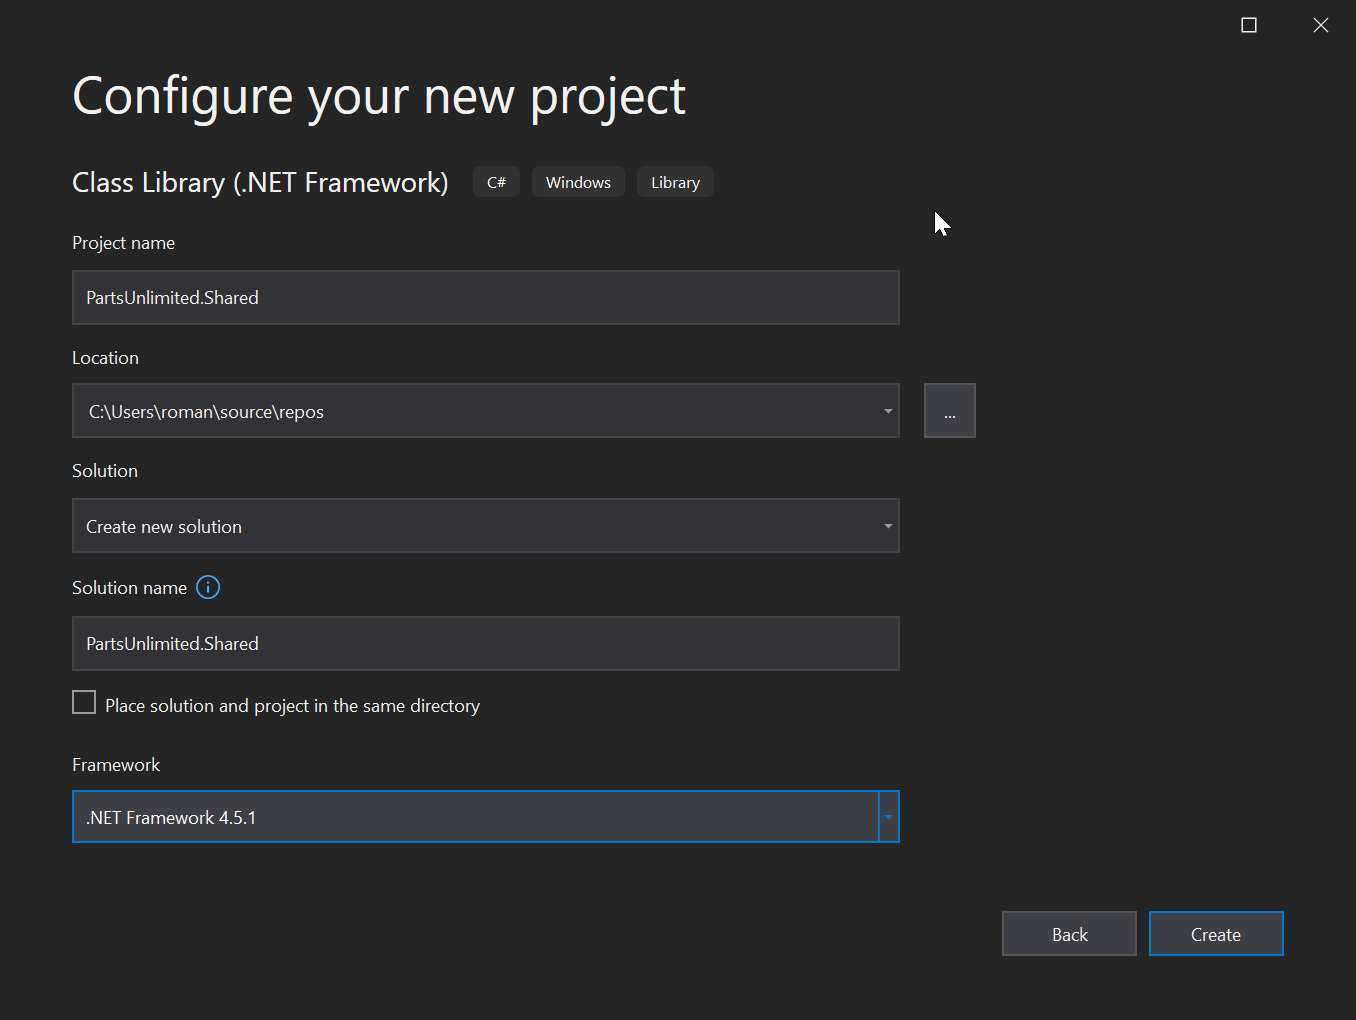 Configure your new project
Class Library (.NET Framework) C# Windows Library
Project name
PartsUnlimited.Shared
Location
C:\Users\roman\source\repos
...
Solution
Create new solution
Solution name
PartsUnlimited.Shared
Place solution and project in the same directory
Framework
.NET Framework 4.5.1
Back Create